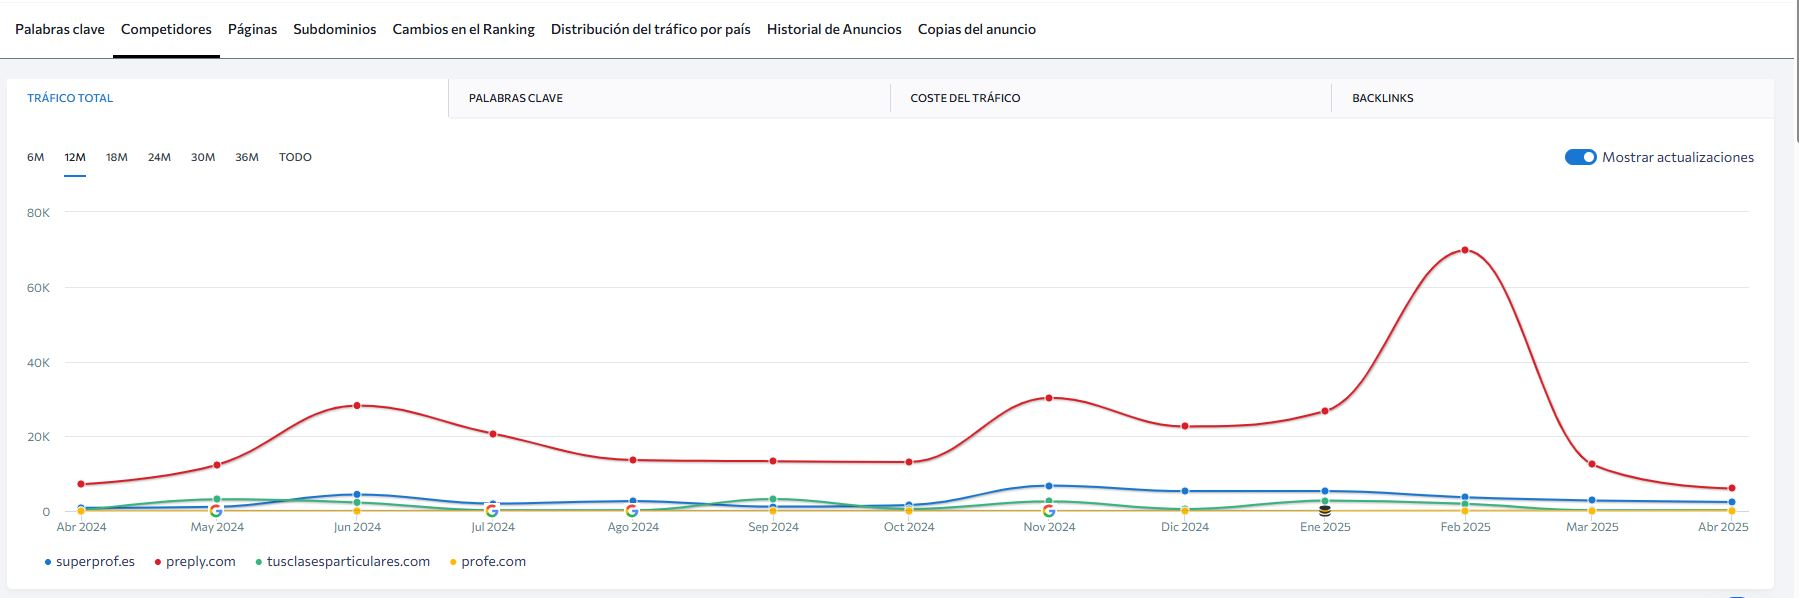 Palabras clave Competidores Páginas Subdominios Cambios en el Ranking Distribución del tráfico por país Historial de Anuncios Copias del anuncio
TRÁFICO TOTAL PALABRAS CLAVE COSTE DEL TRÁFICO BACKLINKS
6M 12M 18M 24M 30M 36M TODO Mostrar actualizaciones
80K
60K
40K
20K
0
Abr 2024 May 2024 Jun 2024 Jul 2024 Ago 2024 Sep 2024 Oct 2024 Nov 2024 Dic 2024 Ene 2025 Feb 2025 Mar 2025 Abr 2025
superprof.es preply.com tusclasesparticulares.com profe.com